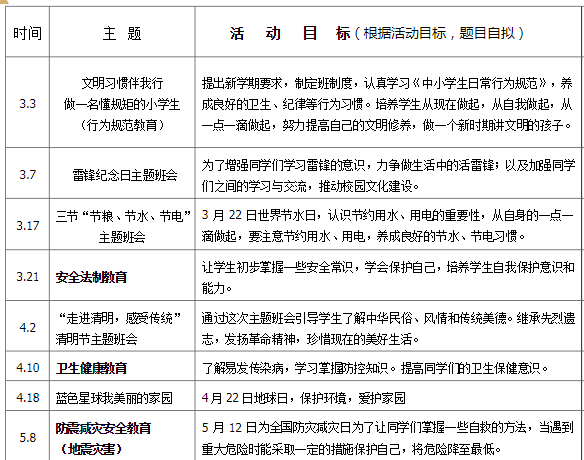 时间 主 题 活 动 目 标（根据活动目标，题目自拟）
3.3
文明习惯伴我行
做一名懂规矩的小学生
（行为规范教育）
提出新学期要求，制定班制度，认真学习《中小学生日常行为规范》，养
成良好的卫生、纪律等行为习惯。培养学生从现在做起，从自我做起，从
一点一滴做起，努力提高自己的文明修养，做一个新时期讲文明的孩子。
3.7
雷锋纪念日主题班会
为了增强同学们学习雷锋的意识，力争做生活中的活雷锋；以及加强同学
们之间的学习与交流，推动校园文化建设。
3.17
三节“节粮、节水、节电”
主题班会
3 月 22 日世界节水日，认识节约用水、用电的重要性，从自身的一点一
滴做起，要注意节约用水、用电，养成良好的节水、节电习惯。
3.21
安全法制教育
让学生初步掌握一些安全常识，学会保护自己，培养学生自我保护意识和
能力。
4.2
“走进清明，感受传统”
清明节主题班会
通过这次主题班会引导学生了解中华民俗、风情和传统美德。继承先烈遗
志，发扬革命精神，珍惜现在的美好生活。
4.10
卫生健康教育
了解易发传染病，学习掌握防控知识。提高同学们的卫生保健意识。
4.18
蓝色星球我美丽的家园
4 月 22 日地球日，保护环境，爱护家园
5.8
防震减灾安全教育
（地震灾害）
5 月 12 日为全国防灾减灾日为了让同学们掌握一些自救的方法，当遇到
重大危险时能采取一定的措施保护自己，将危险降至最低。